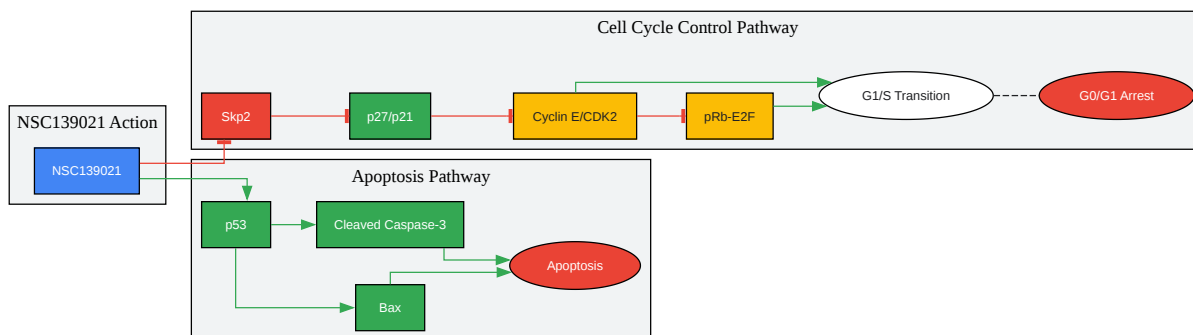 Cell Cycle Control Pathway
Skp2
p27/p21
Cyclin E/CDK2
pRb-E2F
G1/S Transition
G0/G1 Arrest
NSC139021 Action
NSC139021
Apoptosis Pathway
p53
Cleaved Caspase-3
Apoptosis
Bax